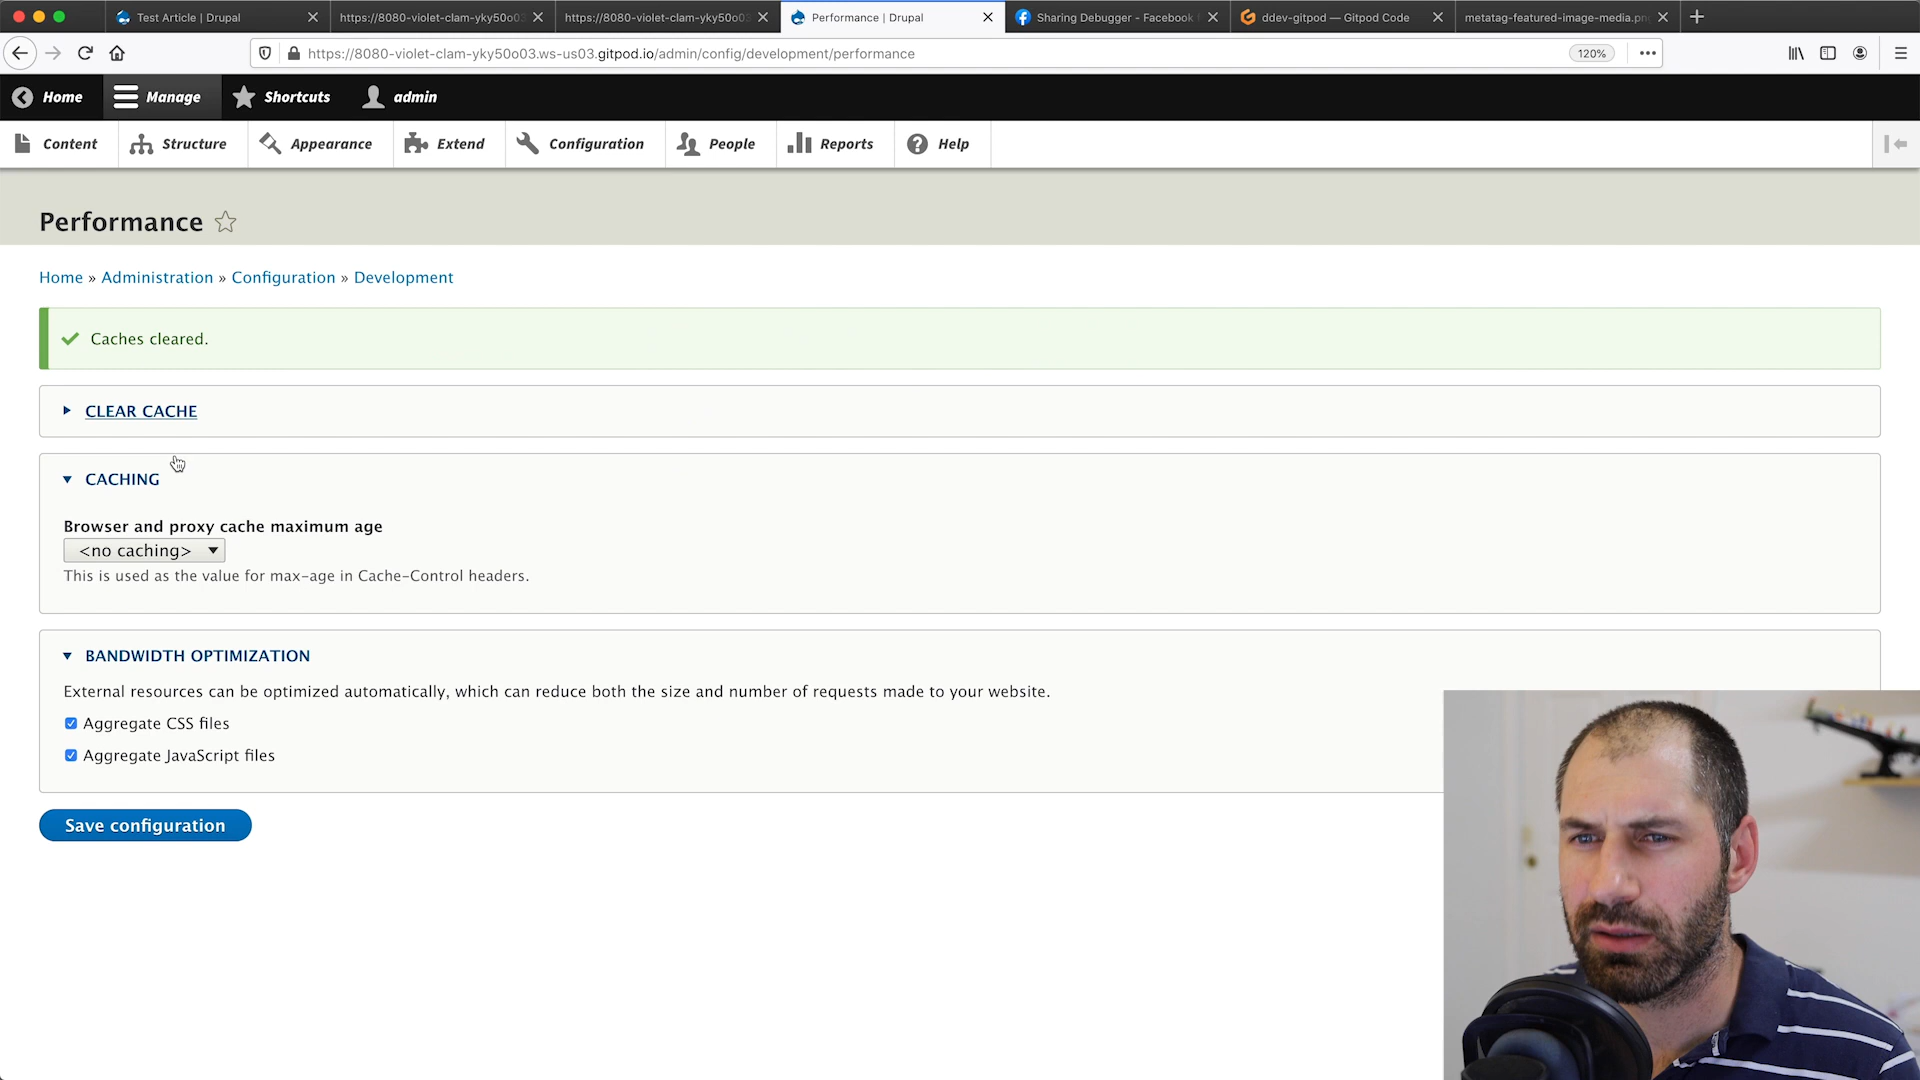 Test Article | Drupal
https://8080-violet-clam-yky50o03
https://8080-violet-clam-yky50o03
Performance | Drupal
Sharing Debugger - Facebook
ddev-gitpod — Gitpod Code
metatag-featured-image-media.pn
https://8080-violet-clam-yky50o03.ws-us03.gitpod.io/admin/config/development/performance
120%
Home
Manage
Shortcuts
admin
Content
Structure
Appearance
Extend
Configuration
People
Reports
Help
Performance
Home » Administration » Configuration » Development
Caches cleared.
CLEAR CACHE
CACHING
Browser and proxy cache maximum age
<no caching>
This is used as the value for max-age in Cache-Control headers.
BANDWIDTH OPTIMIZATION
External resources can be optimized automatically, which can reduce both the size and number of requests made to your website.
Aggregate CSS files
Aggregate JavaScript files
Save configuration